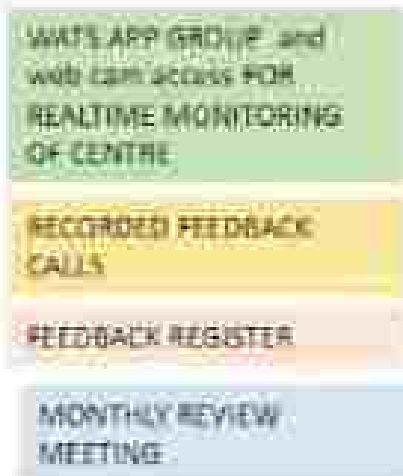 WATS APP GROUP and
web cam access FOR
REALTIME MONITORING
OF CENTRE
RECORDED FEEDBACK
CALLS
FEEDBACK REGISTER
MONTHLY REVIEW
MEETING